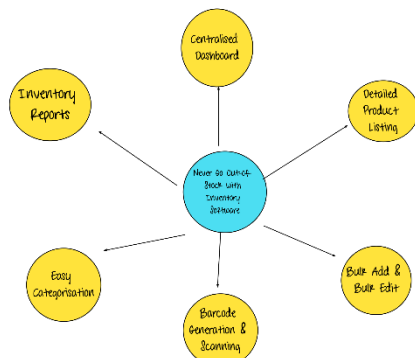 Centralised
Dashboard
Inventory
Reports
Detailed
Product
Listing
Never Go Out-of
Stock with
Inventory
Software
Easy
Categorisation
Bulk Add &
Bulk Edit
Barcode
Generation &
Scanning